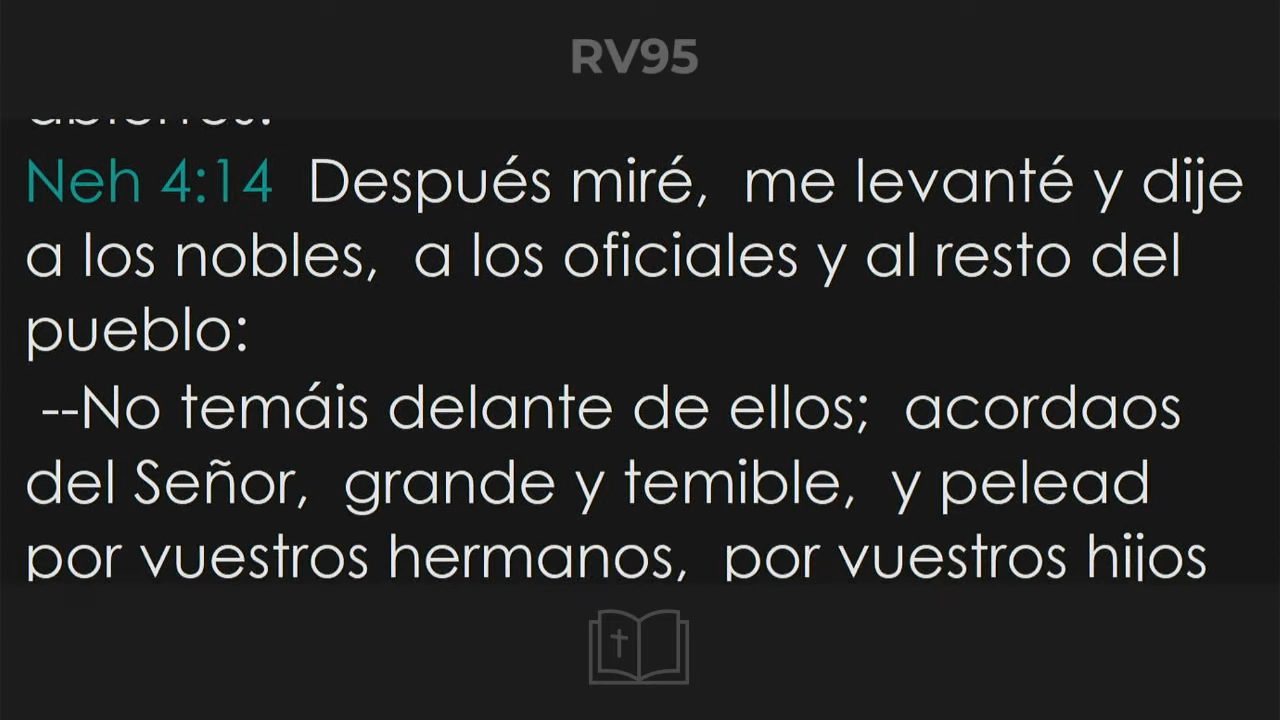 RV95
Neh 4:14 Después miré, me levanté y dije
a los nobles, a los oficiales y al resto del
pueblo:
--No temáis delante de ellos; acordaos
del Señor, grande y temible, y pelead
por vuestros hermanos, por vuestros hijos